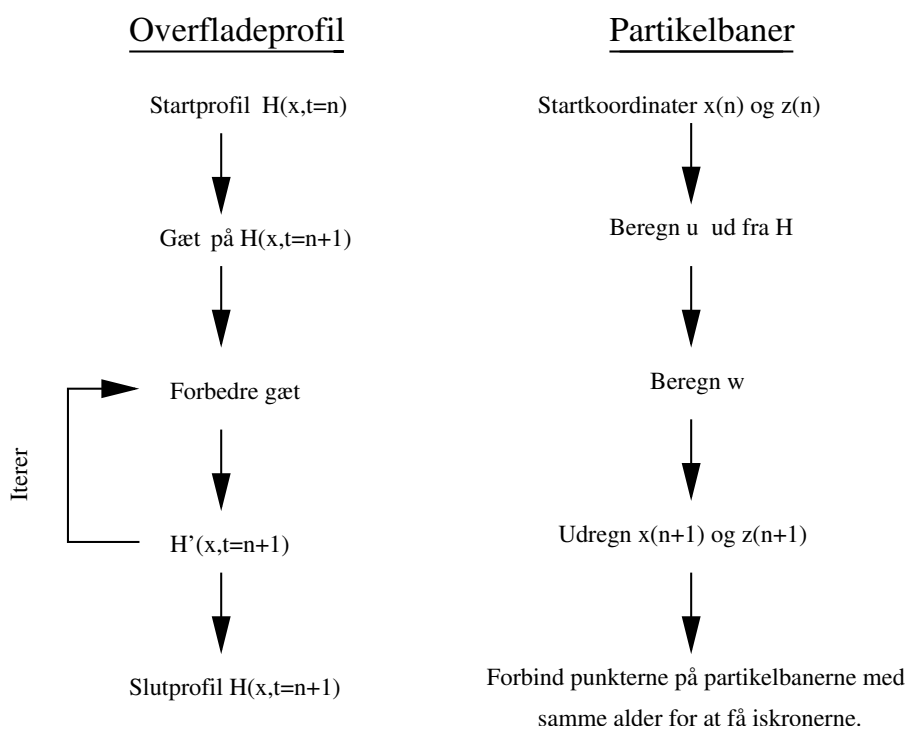 Overfladeprofil
Startprofil H(x,t=n)
Gæt på H(x,t=n+1)
Forbedre gæt
Iterer
H’(x,t=n+1)
Slutprofil H(x,t=n+1)
Partikelbaner
Startkoordinater x(n) og z(n)
Beregn u ud fra H
Beregn w
Udregn x(n+1) og z(n+1)
Forbind punkterne på partikelbanerne med
samme alder for at få iskronerne.